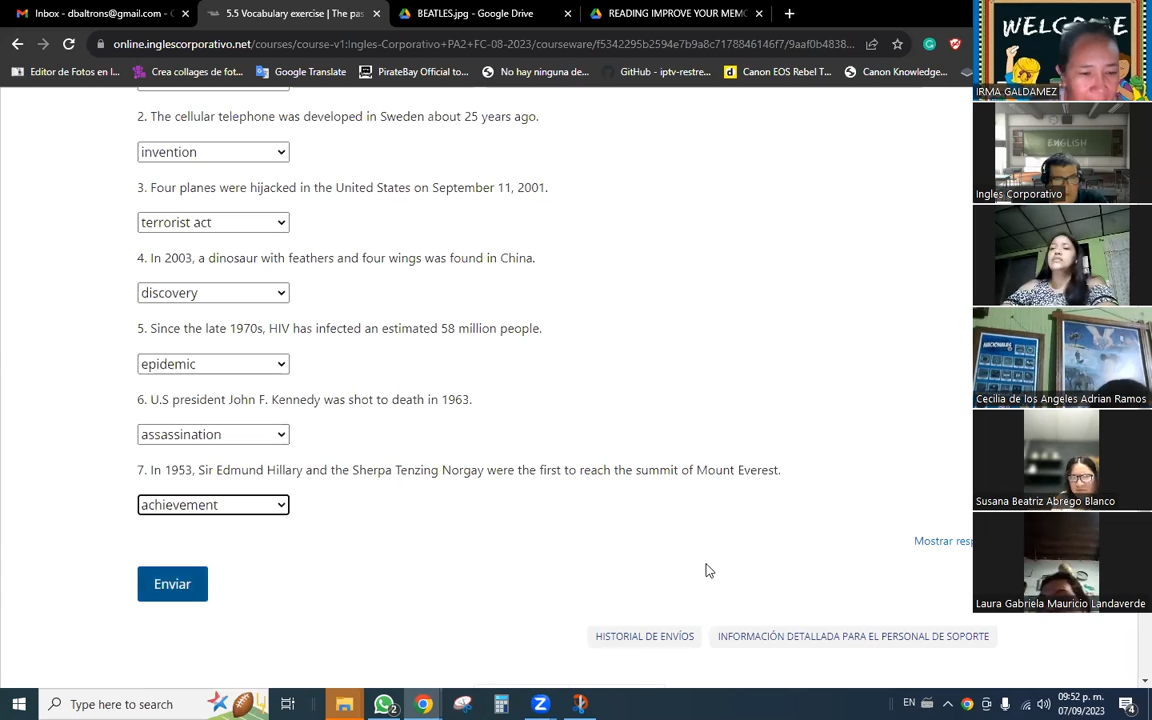 Inbox - dbaltrons@gmail.com - G
5.5 Vocabulary exercise | The pas
BEATLES.jpg - Google Drive
READING IMPROVE YOUR MEMO
online.inglescorporativo.net/courses/course-v1:Ingles-Corporativo+PA2+FC-08-2023/courseware/f5342295b2594e7b9a8c7178846146f7/9aaf0b4838...
Editor de Fotos en l...
Crea collages de fot...
Google Translate
PirateBay Official to...
No hay ninguna de...
GitHub - iptv-restre...
Canon EOS Rebel T...
Canon Knowledge...
WELCOME
IRMA GALDAMEZ
2. The cellular telephone was developed in Sweden about 25 years ago.
invention
ENGLISH
Ingles Corporativo
3. Four planes were hijacked in the United States on September 11, 2001.
terrorist act
4. In 2003, a dinosaur with feathers and four wings was found in China.
discovery
5. Since the late 1970s, HIV has infected an estimated 58 million people.
epidemic
Cecilia de los Angeles Adrian Ramos
6. U.S president John F. Kennedy was shot to death in 1963.
assassination
7. In 1953, Sir Edmund Hillary and the Sherpa Tenzing Norgay were the first to reach the summit of Mount Everest.
achievement
Susana Beatriz Abrego Blanco
Mostrar resp
Enviar
Laura Gabriela Mauricio Landaverde
HISTORIAL DE ENVÍOS
INFORMACIÓN DETALLADA PARA EL PERSONAL DE SOPORTE
Type here to search
2
EN
09:52 p. m.
07/09/2023
4